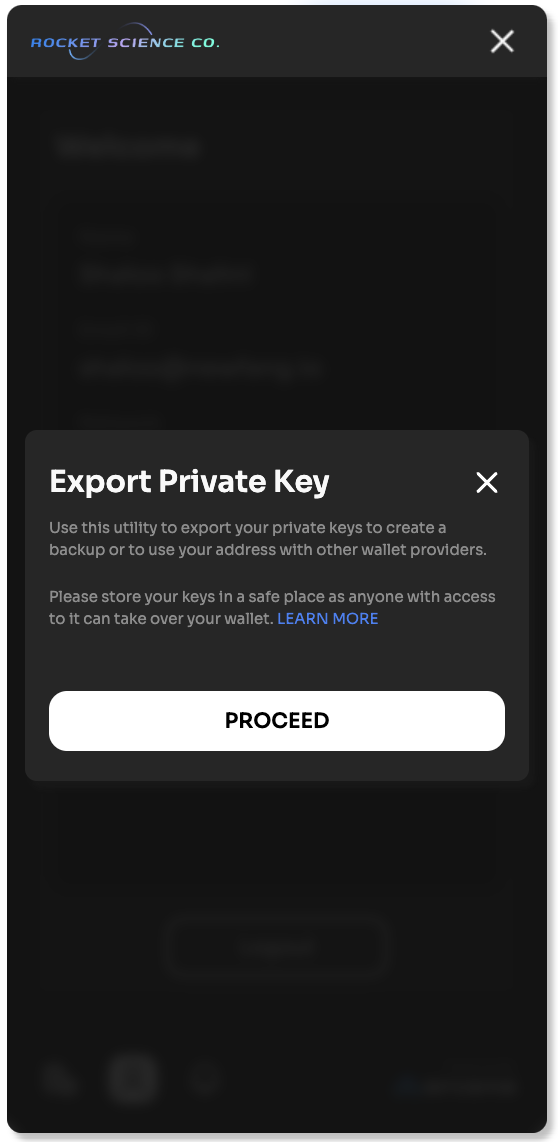 ROCKET SCIENCE CO.
Welcome
Export Private Key
Use this utility to export your private keys to create a
backup or to use your address with other wallet providers.
Please store your keys in a safe place as anyone with access
to it can take over your wallet. LEARN MORE
PROCEED